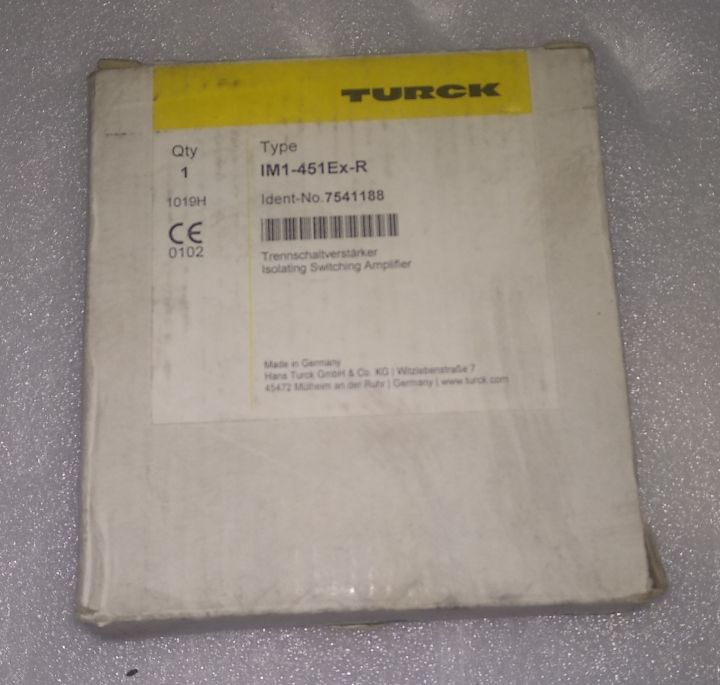 TURCK
Qty
1
1019H
CE
0102
Type
IM1-451Ex-R
Ident-No.7541188
Trennschaltverstärker
Isolating Switching Amplifier
Made in Germany
Hans Turck GmbH & Co. KG | Witzlebenstraße 7
45472 Mülheim an der Ruhr | Germany | www.turck.com